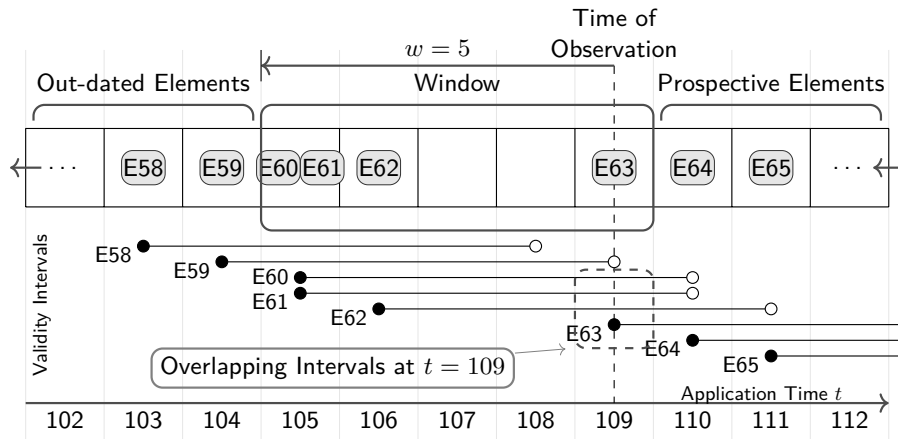 Time of
Observation
w = 5
Out-dated Elements
Window
Prospective Elements
... E58 E59 E60 E61 E62 E63 E64 E65 ...
Validity Intervals
E58
E59
E60
E61
E62
E63
E64
E65
Overlapping Intervals at t = 109
Application Time t
102 103 104 105 106 107 108 109 110 111 112